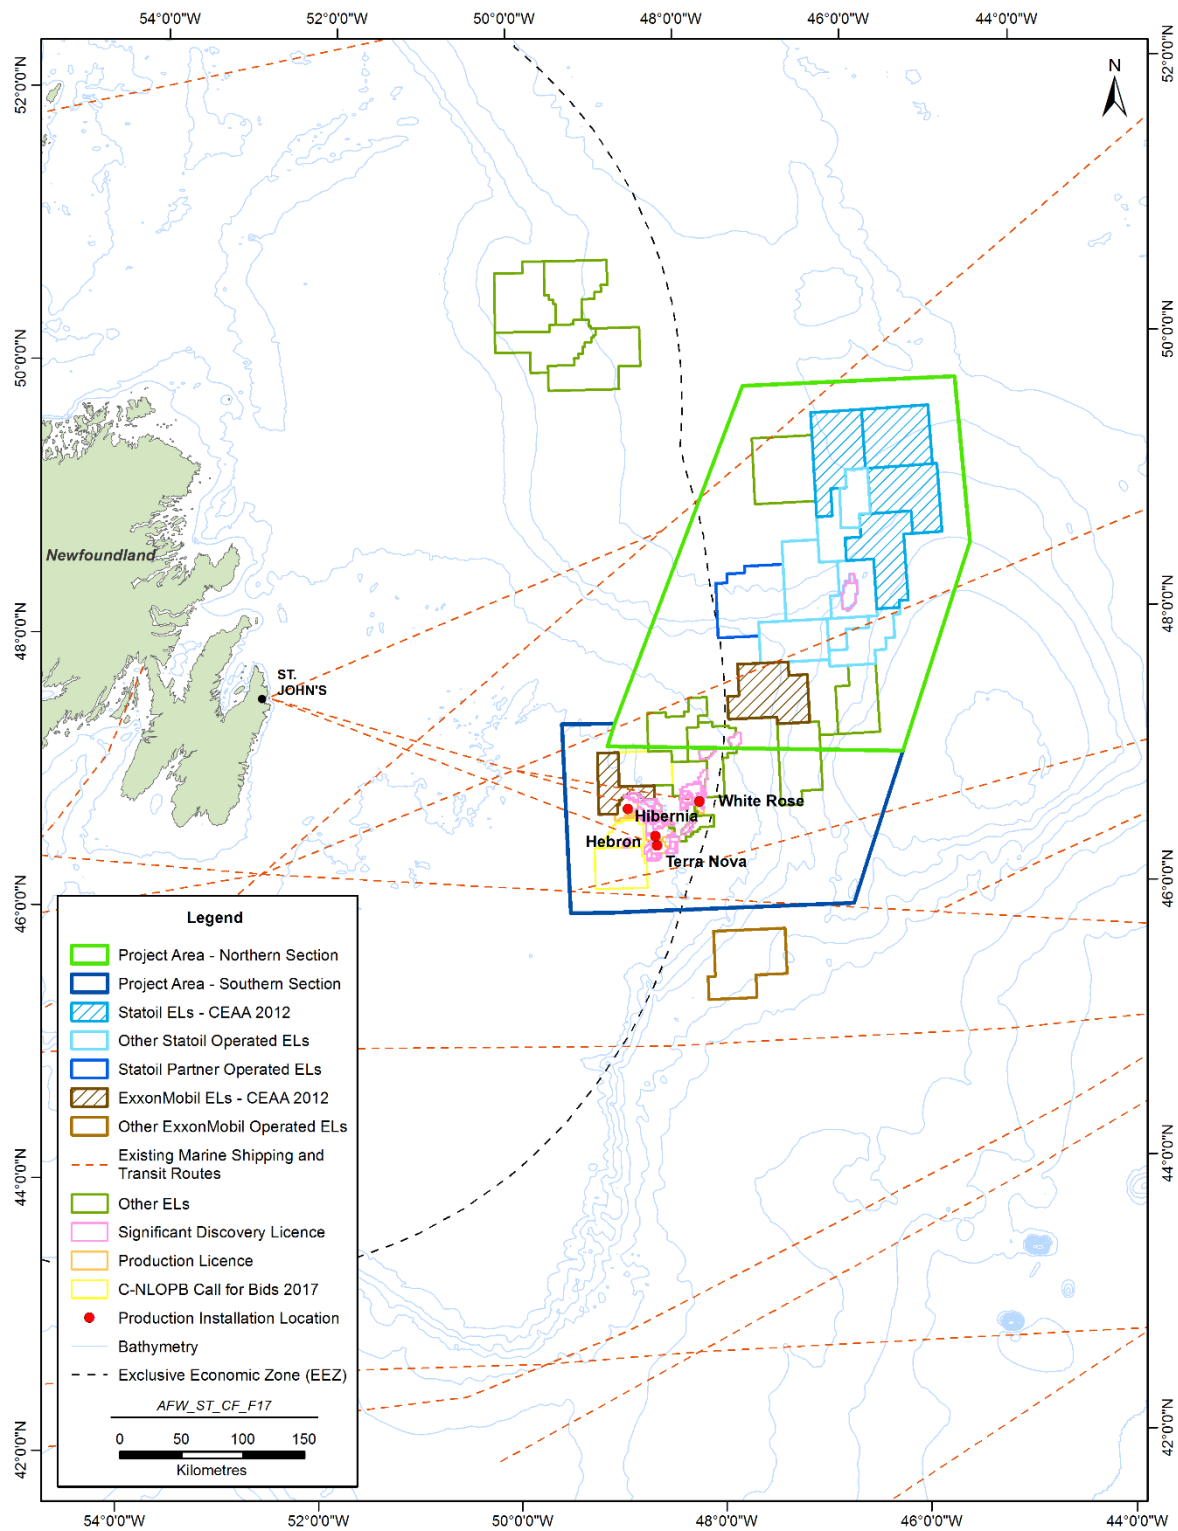 54°0'0"W
52°0'0"W
50°0'0"W
48°0'0"W
46°0'0"W
44°0'0"W
52°0'0"N
52°0'0"N
N
50°0'0"N
50°0'0"N
Newfoundland
48°0'0"N
48°0'0"N
ST.
JOHN'S
White Rose
Hibernia
Hebron
Terra Nova
46°0'0"N
46°0'0"N
Legend
Project Area - Northern Section
Project Area - Southern Section
Statoil ELs - CEAA 2012
Other Statoil Operated ELs
Statoil Partner Operated ELs
ExxonMobil ELs - CEAA 2012
Other ExxonMobil Operated ELs
Existing Marine Shipping and
Transit Routes
Other ELs
Significant Discovery Licence
Production Licence
C-NLOPB Call for Bids 2017
Production Installation Location
Bathymetry
Exclusive Economic Zone (EEZ)
AFW_ST_CF_F17
0 50 100 150
Kilometres
44°0'0"N
44°0'0"N
42°0'0"N
42°0'0"N
54°0'0"W
52°0'0"W
50°0'0"W
48°0'0"W
46°0'0"W
44°0'0"W